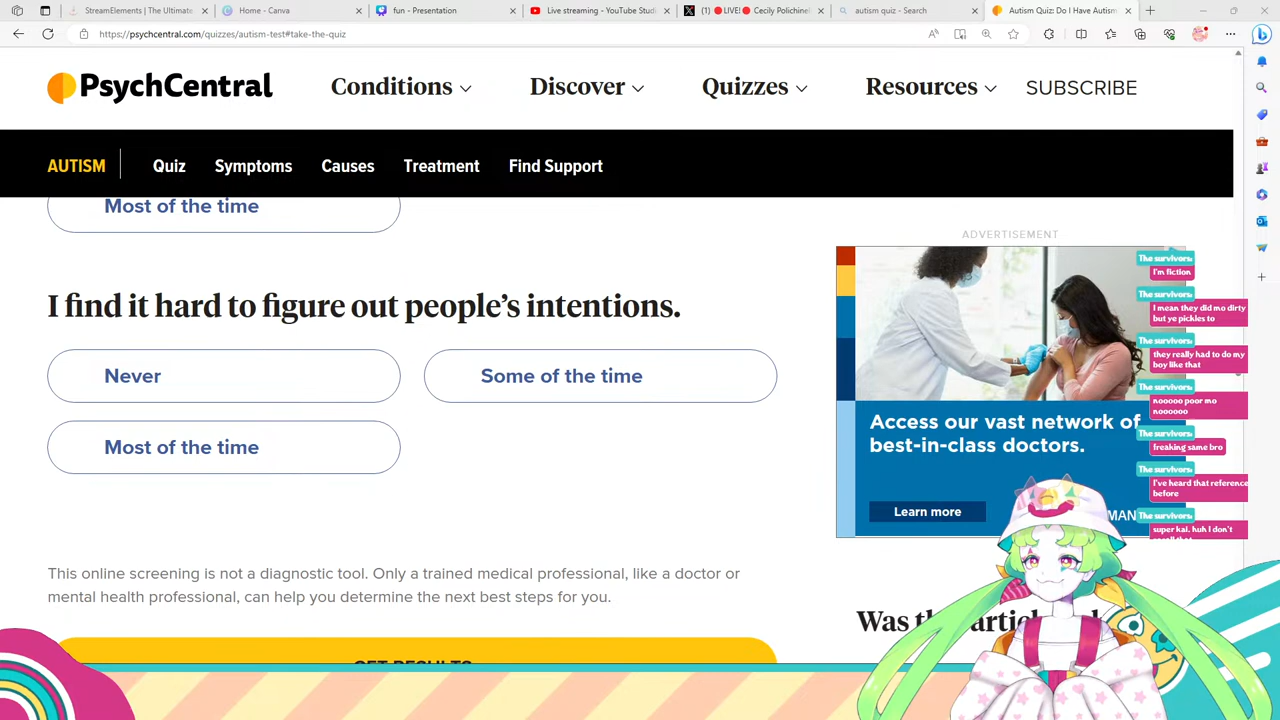 StreamElements | The Ultimate
Home - Canva
fun - Presentation
Live streaming - YouTube Studi
(1) LIVE! Cecily Polichinel
autism quiz - Search
Autism Quiz: Do I Have Autism
https://psychcentral.com/quizzes/autism-test#take-the-quiz
PsychCentral
Conditions
Discover
Quizzes
Resources
SUBSCRIBE
AUTISM
Quiz
Symptoms
Causes
Treatment
Find Support
Most of the time
I find it hard to figure out people's intentions.
Never
Some of the time
Most of the time
This online screening is not a diagnostic tool. Only a trained medical professional, like a doctor or
mental health professional, can help you determine the next best steps for you.
GET RESULTS
ADVERTISEMENT
Access our vast network of
best-in-class doctors.
Learn more
MAN
Was th articl
The survivors:
I'm fiction
The survivors:
I mean they did mo dirty
but ye pickles to
The survivors:
they really had to do my
boy like that
The survivors:
nooooo poor mo
noooooo
The survivors:
freaking same bro
The survivors:
I've heard that reference
before
The survivors:
super kal. huh I don't